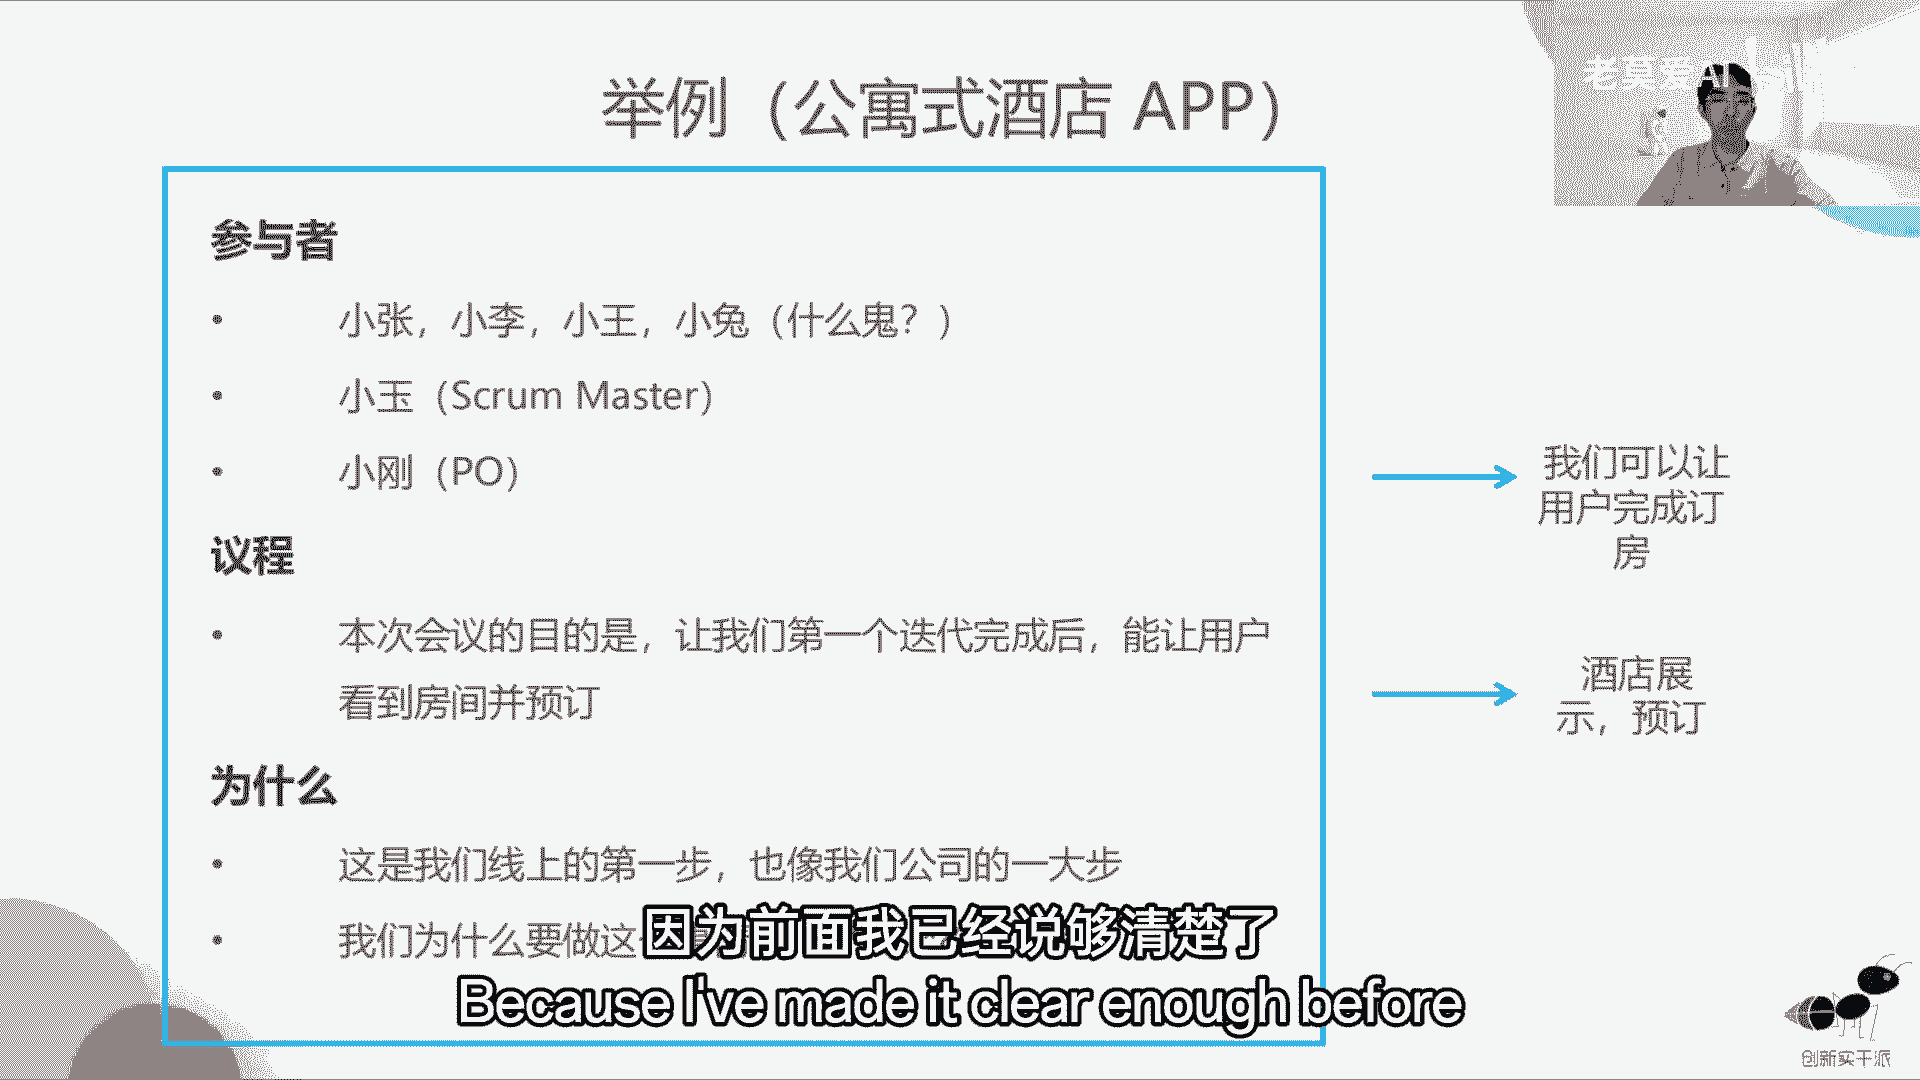 举例（公寓式酒店 APP）
老莫爱AI
参与者
• 小张，小李，小王，小兔（什么鬼？）
• 小玉（Scrum Master）
• 小刚（PO）
议程
• 本次会议的目的是，让我们第一个迭代完成后，能让用户
看到房间并预订
为什么
• 这是我们线上的第一步，也像我们公司的一大步
• 我们为什么要做这
我们可以让
用户完成订
房
酒店展
示，预订
因为前面我已经说够清楚了
Because I've made it clear enough before
创新实干派